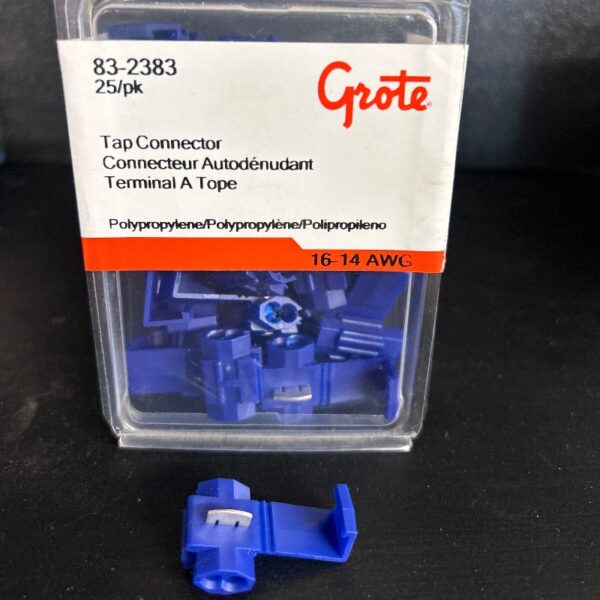 83-2383
25/pk
Grote
Tap Connector
Connecteur Autodénudant
Terminal A Tope
Polypropylene/Polypropylène/Polipropileno
16-14 AWG